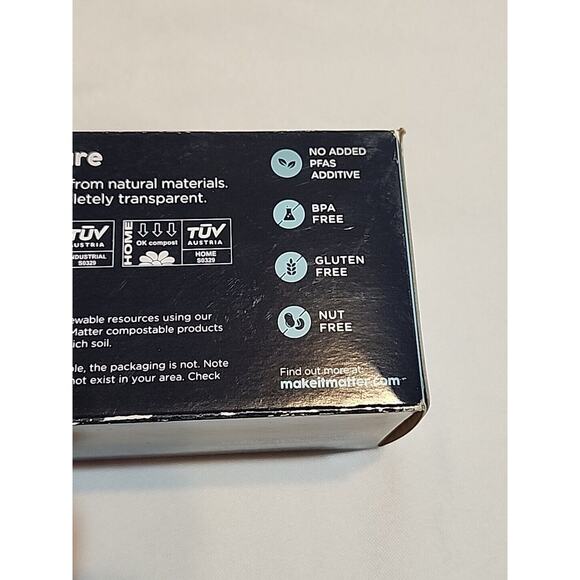 ure
from natural materials.
letely transparent.
TÜV
AUSTRIA
INDUSTRIAL
S0329
HOME
OK compost
TÜV
AUSTRIA
HOME
S0329
ewable resources using our
Matter compostable products
ich soil.
ble, the packaging is not. Note
not exist in your area. Check
NO ADDED
PFAS
ADDITIVE
BPA
FREE
GLUTEN
FREE
NUT
FREE
Find out more at:
makeitmatter.com